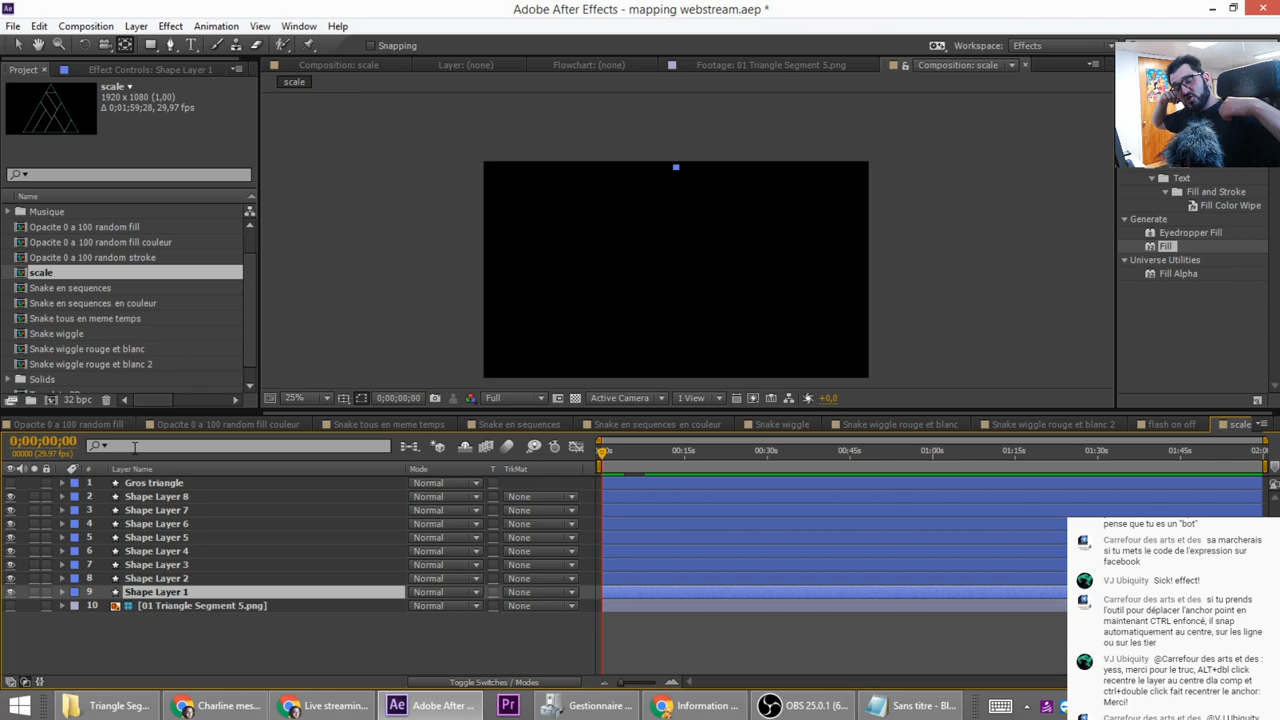 Adobe After Effects - mapping webstream.aep *
File Edit Composition Layer Effect Animation View Window Help
Snapping
Workspace: Effects
Project
Effect Controls: Shape Layer 1
Composition: scale
Layer: (none)
Flowchart: (none)
Footage: 01 Triangle Segment 5.png
Composition: scale
scale
scale
1920 x 1080 (1,00)
Δ 0;01;59;28, 29,97 fps
Name
Musique
Opacite 0 a 100 random fill
Opacite 0 a 100 random fill couleur
Opacite 0 a 100 random stroke
scale
Snake en sequences
Snake en sequences en couleur
Snake tous en meme temps
Snake wiggle
Snake wiggle rouge et blanc
Snake wiggle rouge et blanc 2
Solids
32 bpc
25%
0;00;00;00
Full
Active Camera
1 View
+0,0
Text
Fill and Stroke
Fill Color Wipe
Generate
Eyedropper Fill
Fill
Universe Utilities
Fill Alpha
Opacite 0 a 100 random fill
Opacite 0 a 100 random fill couleur
Snake tous en meme temps
Snake en sequences
Snake en sequences en couleur
Snake wiggle
Snake wiggle rouge et blanc
Snake wiggle rouge et blanc 2
flash on off
scale
0;00;00;00
00000 (29.97 fps)
00:15s 00:30s 00:45s 01:00s 01:15s 01:30s 01:45s
# Layer Name Mode T TrkMat
1 Gros triangle Normal
2 Shape Layer 8 Normal None
3 Shape Layer 7 Normal None
4 Shape Layer 6 Normal None
5 Shape Layer 5 Normal None
6 Shape Layer 4 Normal None
7 Shape Layer 3 Normal None
8 Shape Layer 2 Normal None
9 Shape Layer 1 Normal None
10 [01 Triangle Segment 5.png] Normal None
Toggle Switches / Modes
pense que tu es un "bot"
Carrefour des arts et des sa marcherais
si tu mets le code de l'expression sur
facebook
VJ Ubiquity Sick! effect!
Carrefour des arts et des si tu prends
l'outil pour déplacer l'anchor point en
maintenant CTRL enfoncé, il snap
automatiquement au centre, sur les ligne
ou sur les tier
VJ Ubiquity @Carrefour des arts et des :
yess, merci pour le truc, ALT+dbl click
recentre le layer au centre dla comp et
ctrl+double click fait recentrer le anchor:
Merci!
Triangle Seg...
Charline mes...
Live streamin...
Ae Adobe After ...
Pr
Gestionnaire ...
Information ...
OBS 25.0.1 (6...
Sans titre - Bl...